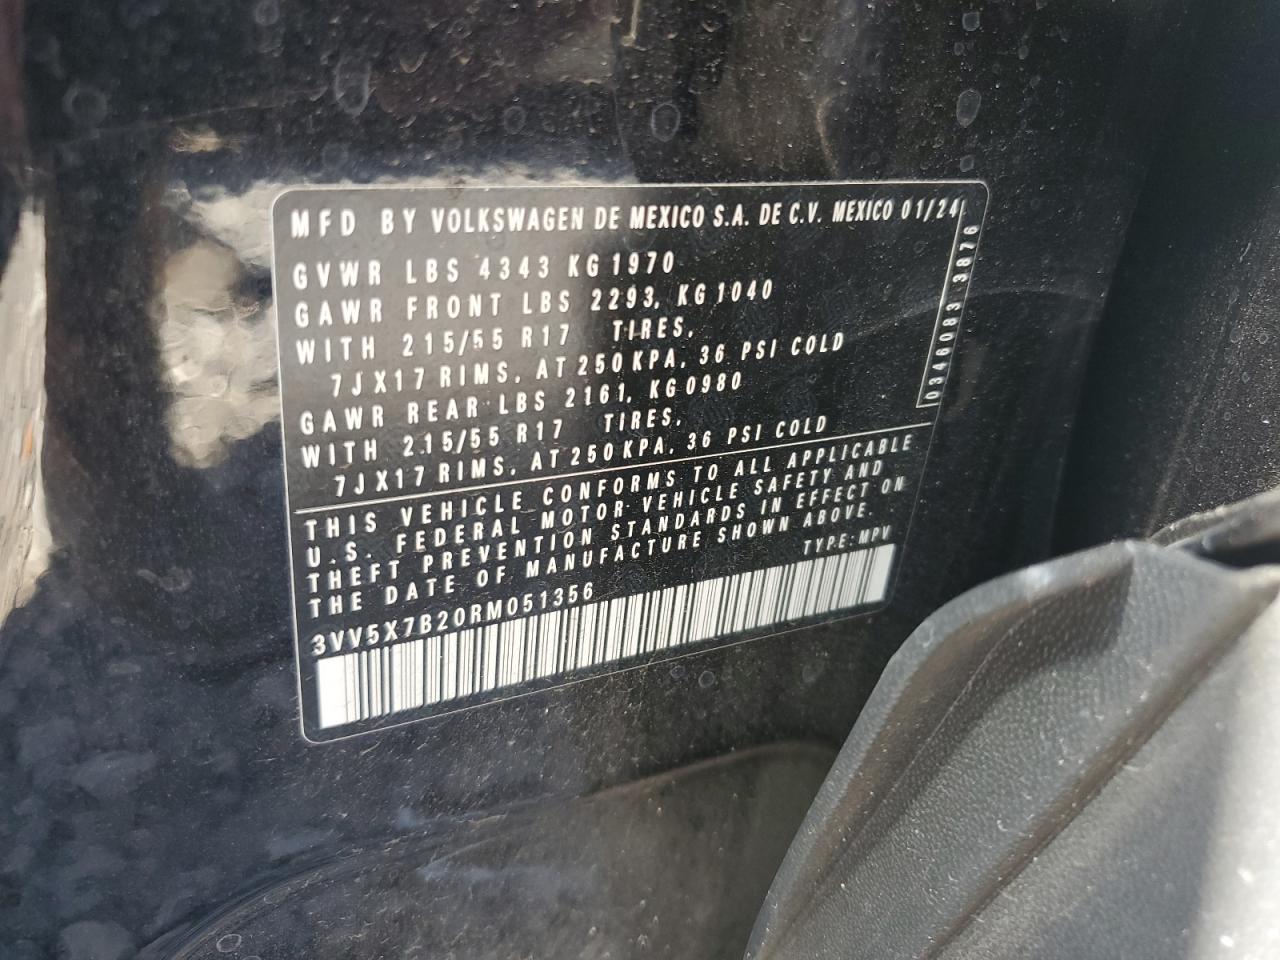 MFD BY VOLKSWAGEN DE MEXICO S.A. DE C.V. MEXICO 01/24
GVWR LBS 4343 KG 1970
GAWR FRONT LBS 2293, KG 1040
WITH 215/55 R17 TIRES,
7J X17 RIMS, AT 250 KPA, 36 PSI COLD
GAWR REAR LBS 2161, KG 0980
WITH 215/55 R17 TIRES,
7J X17 RIMS, AT 250 KPA, 36 PSI COLD
0346083 3876
THIS VEHICLE CONFORMS TO ALL APPLICABLE
U.S. FEDERAL MOTOR VEHICLE SAFETY AND
THEFT PREVENTION STANDARDS IN EFFECT ON
THE DATE OF MANUFACTURE SHOWN ABOVE.
3VV5X7B20RM051356 TYPE: MPV